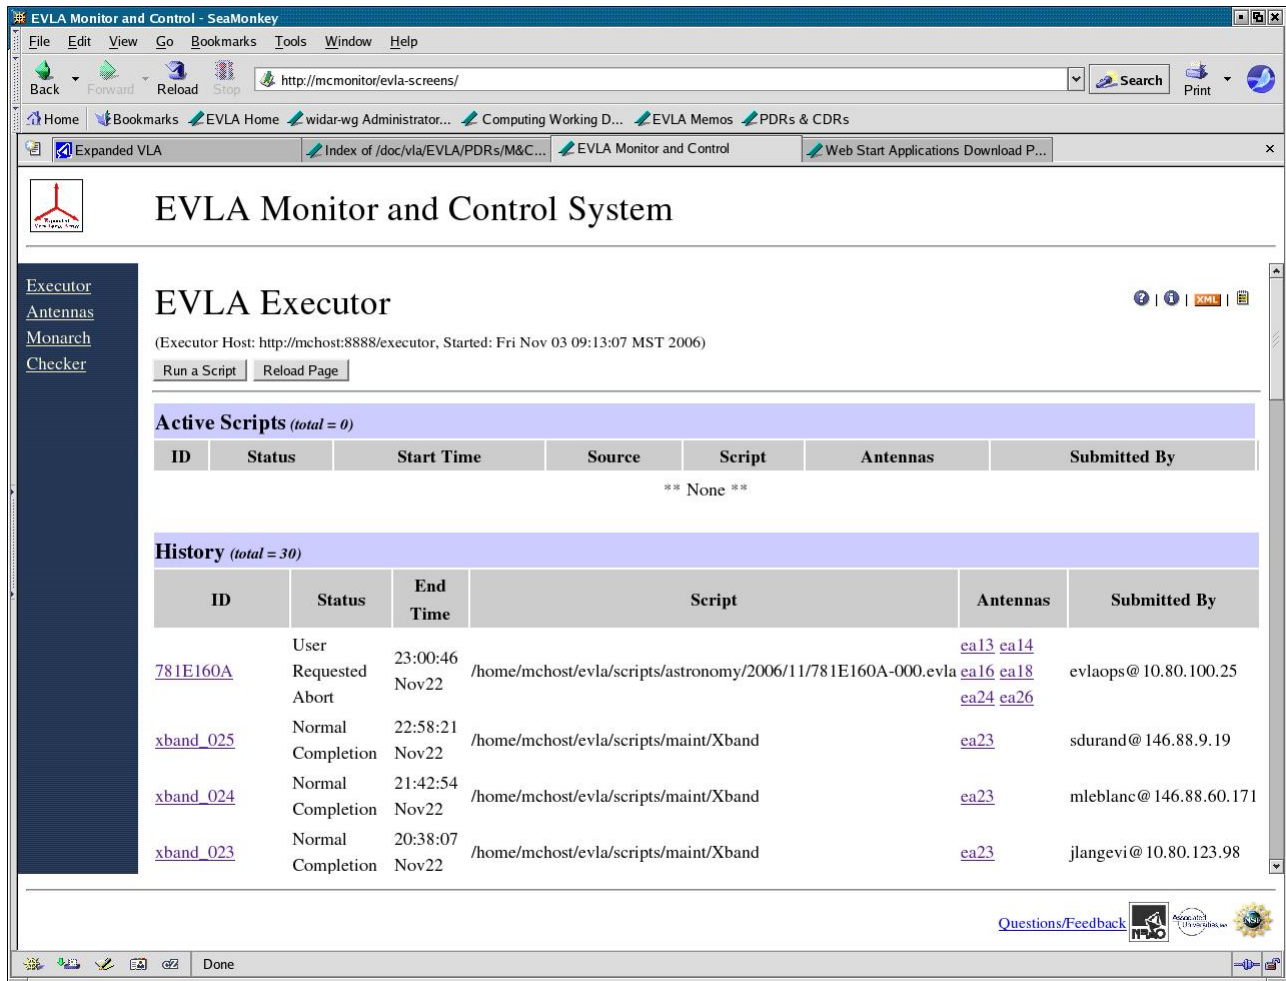 EVLA Monitor and Control - SeaMonkey
File Edit View Go Bookmarks Tools Window Help
Back Forward Reload Stop http://mcmonitor/evla-screens/ Search Print
Home Bookmarks EVLA Home widar-wg Administrator... Computing Working D... EVLA Memos PDRs & CDRs
Expanded VLA Index of /doc/vla/EVLA/PDRs/M&C... EVLA Monitor and Control Web Start Applications Download P...
EVLA Monitor and Control System
Executor
Antennas
Monarch
Checker
EVLA Executor
XML
(Executor Host: http://mchost:8888/executor, Started: Fri Nov 03 09:13:07 MST 2006)
Run a Script Reload Page
Active Scripts (total = 0)
ID Status Start Time Source Script Antennas Submitted By
** None **
History (total = 30)
ID Status End Time Script Antennas Submitted By
781E160A User Requested Abort 23:00:46 Nov22 /home/mchost/evla/scripts/astronomy/2006/11/781E160A-000.evla ea13 ea14 ea16 ea18 ea24 ea26 evlaops@10.80.100.25
xband_025 Normal Completion 22:58:21 Nov22 /home/mchost/evla/scripts/maint/Xband ea23 sdurand@146.88.9.19
xband_024 Normal Completion 21:42:54 Nov22 /home/mchost/evla/scripts/maint/Xband ea23 mleblanc@146.88.60.171
xband_023 Normal Completion 20:38:07 Nov22 /home/mchost/evla/scripts/maint/Xband ea23 jlangevi@10.80.123.98
Questions/Feedback NRAO NSF
Done